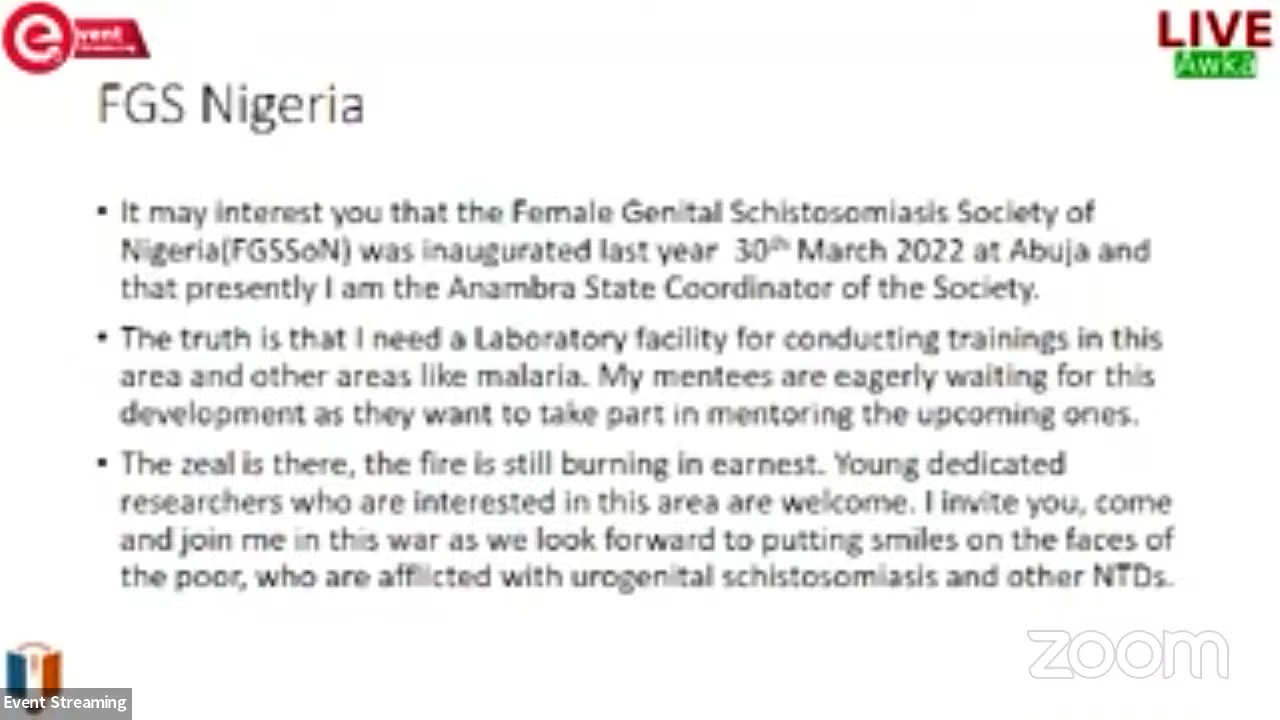 event
Streaming
LIVE
Awka
FGS Nigeria
• It may interest you that the Female Genital Schistosomiasis Society of
Nigeria(FGSSoN) was inaugurated last year 30th March 2022 at Abuja and
that presently I am the Anambra State Coordinator of the Society.
• The truth is that I need a Laboratory facility for conducting trainings in this
area and other areas like malaria. My mentees are eagerly waiting for this
development as they want to take part in mentoring the upcoming ones.
• The zeal is there, the fire is still burning in earnest. Young dedicated
researchers who are interested in this area are welcome. I invite you, come
and join me in this war as we look forward to putting smiles on the faces of
the poor, who are afflicted with urogenital schistosomiasis and other NTDs.
zoom
Event Streaming